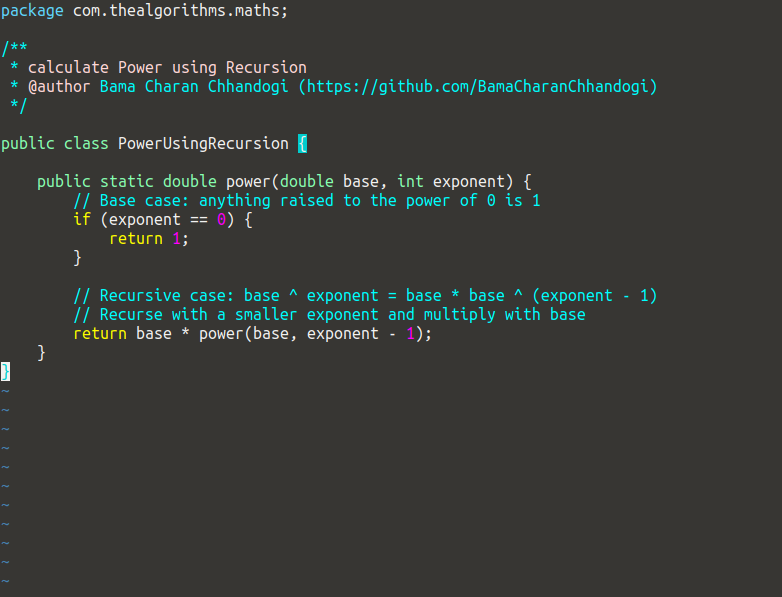 package com.thealgorithms.maths;

/**
 * calculate Power using Recursion
 * @author Bama Charan Chhandogi (https://github.com/BamaCharanChhandogi)
 */

public class PowerUsingRecursion {

    public static double power(double base, int exponent) {
        // Base case: anything raised to the power of 0 is 1
        if (exponent == 0) {
            return 1;
        }

        // Recursive case: base ^ exponent = base * base ^ (exponent - 1)
        // Recurse with a smaller exponent and multiply with base
        return base * power(base, exponent - 1);
    }
}
~
~
~
~
~
~
~
~
~
~
~